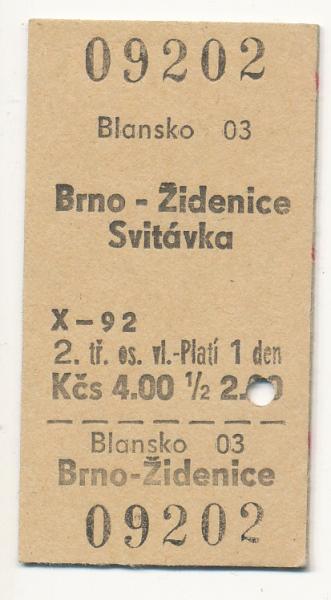 09202
Blansko 03
Brno - Židenice
Svitávka
X-92
2. tř. os. vl.-Platí 1 den
Kčs 4.00 ½ 2.00
Blansko 03
Brno-Židenice
09202